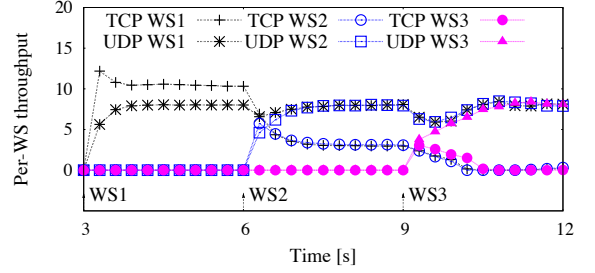 20
TCP WS1 TCP WS2 TCP WS3
UDP WS1 UDP WS2 UDP WS3
15
10
5
0
Per-WS throughput
WS1 WS2 WS3
3 6 9 12
Time [s]